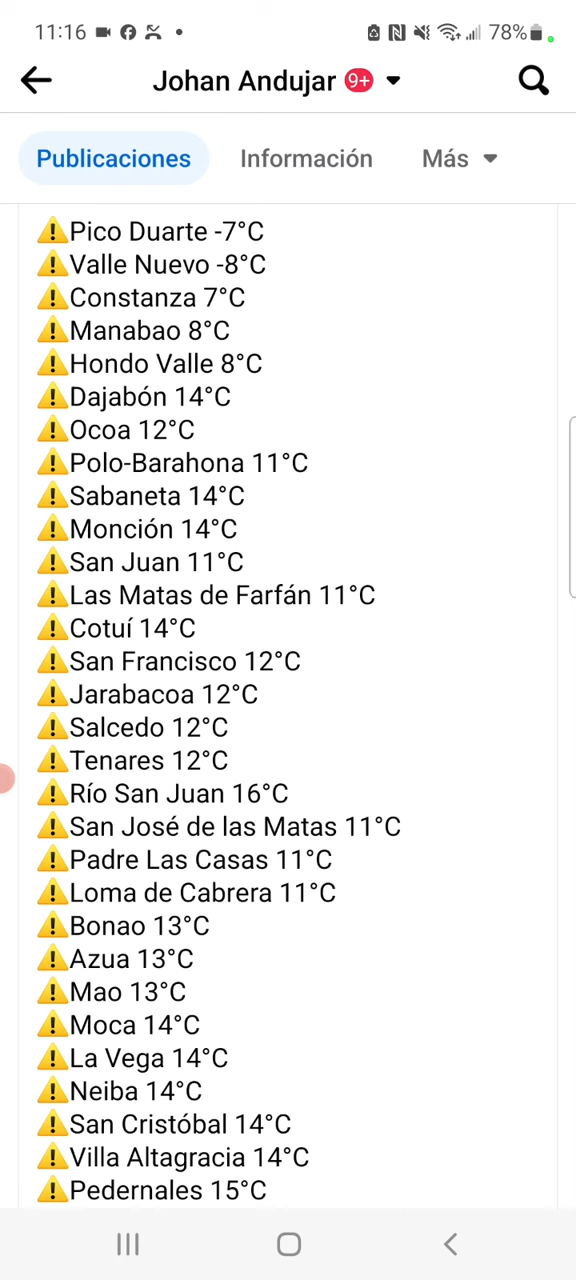 11:16 78%
Johan Andujar 9+
Publicaciones Información Más
⚠️Pico Duarte -7°C
⚠️Valle Nuevo -8°C
⚠️Constanza 7°C
⚠️Manabao 8°C
⚠️Hondo Valle 8°C
⚠️Dajabón 14°C
⚠️Ocoa 12°C
⚠️Polo-Barahona 11°C
⚠️Sabaneta 14°C
⚠️Monción 14°C
⚠️San Juan 11°C
⚠️Las Matas de Farfán 11°C
⚠️Cotuí 14°C
⚠️San Francisco 12°C
⚠️Jarabacoa 12°C
⚠️Salcedo 12°C
⚠️Tenares 12°C
⚠️Río San Juan 16°C
⚠️San José de las Matas 11°C
⚠️Padre Las Casas 11°C
⚠️Loma de Cabrera 11°C
⚠️Bonao 13°C
⚠️Azua 13°C
⚠️Mao 13°C
⚠️Moca 14°C
⚠️La Vega 14°C
⚠️Neiba 14°C
⚠️San Cristóbal 14°C
⚠️Villa Altagracia 14°C
⚠️Pedernales 15°C